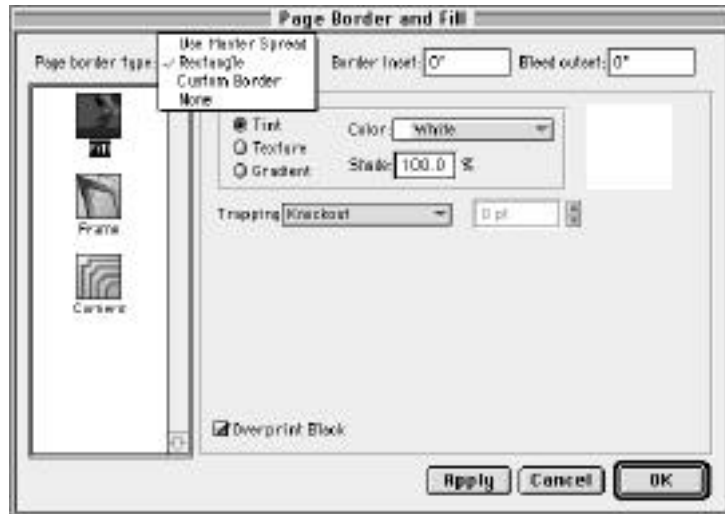 Page Border and Fill
Page border type:
Use Master Spread
✓ Rectangle
Custom Border
None
Border Inset: 0"
Bleed outset: 0"
Fill
Frame
Corners
Tint
Texture
Gradient
Color: White
Shade: 100.0 %
Trapping Knockout
0 pt
Overprint Black
Apply
Cancel
OK